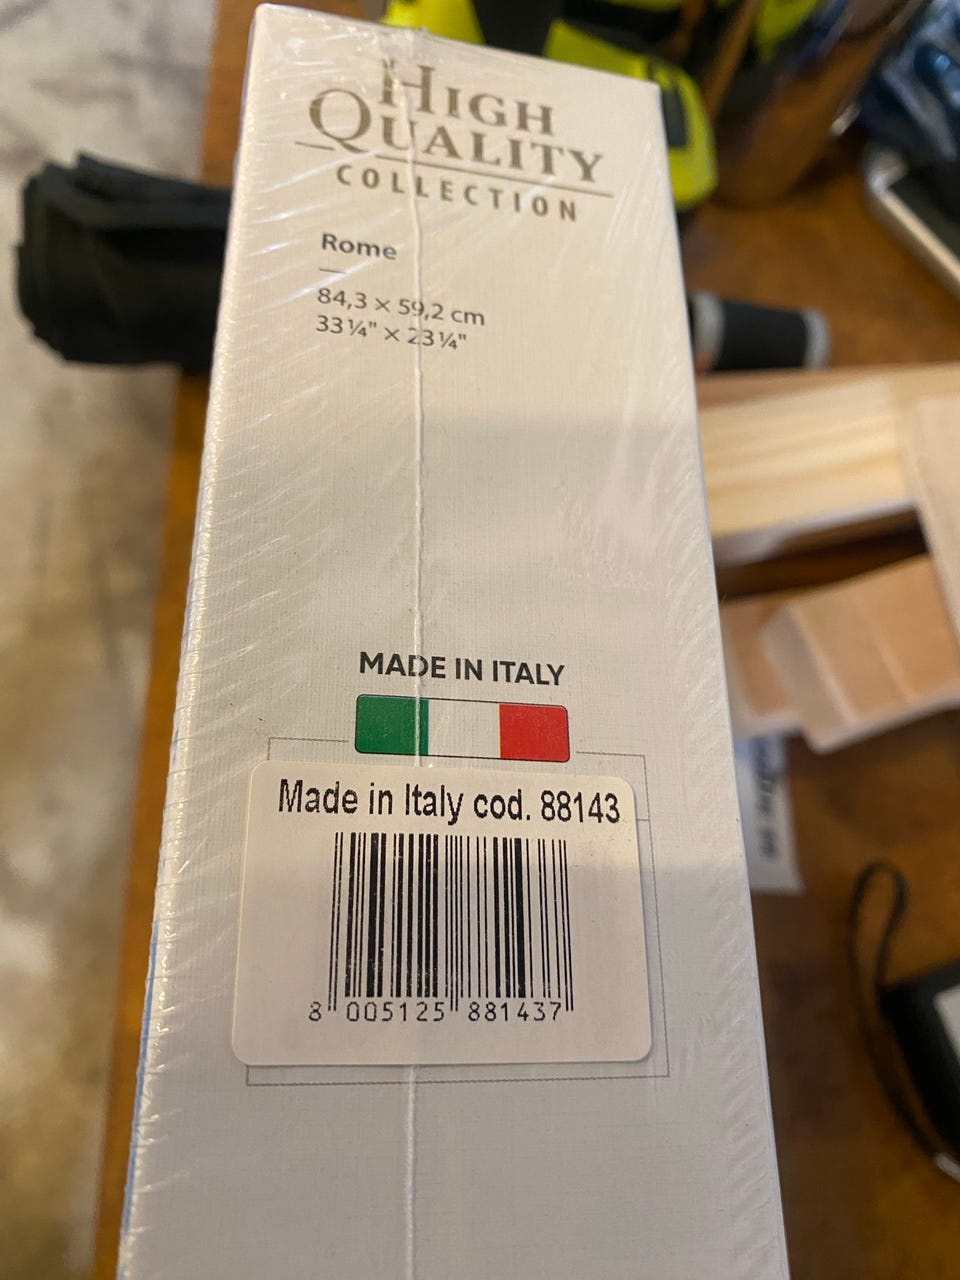 HIGH
QUALITY
COLLECTION
Rome
84,3 × 59,2 cm
33 ¼" × 23 ¼"
MADE IN ITALY
Made in Italy cod. 88143
8 005125 881437